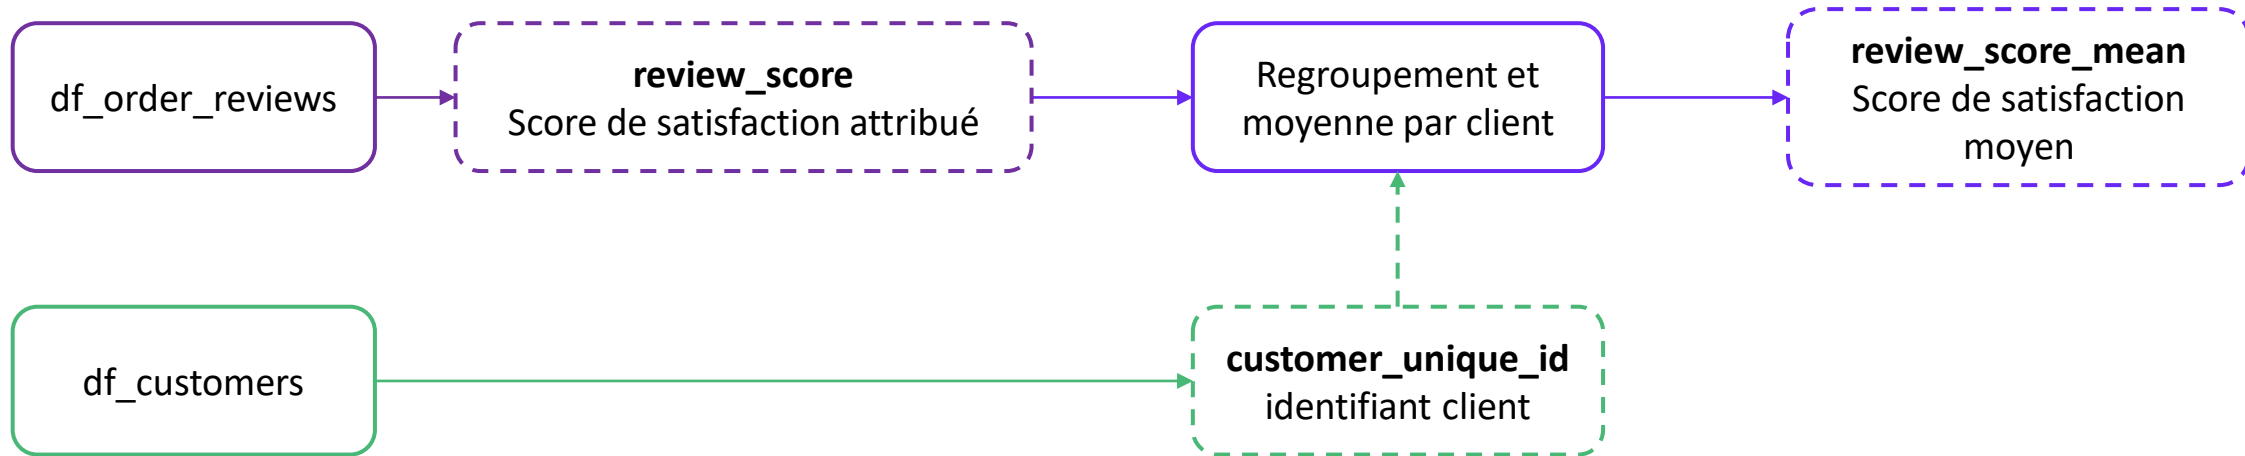 df_order_reviews
review_score
Score de satisfaction attribué
Regroupement et
moyenne par client
review_score_mean
Score de satisfaction
moyen
df_customers
customer_unique_id
identifiant client